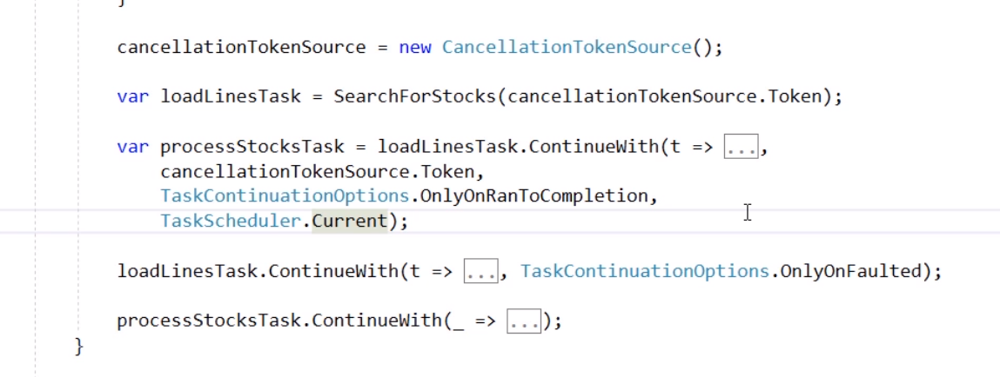 }
cancellationTokenSource = new CancellationTokenSource();
var loadLinesTask = SearchForStocks(cancellationTokenSource.Token);
var processStocksTask = loadLinesTask.ContinueWith(t => ...,
cancellationTokenSource.Token,
TaskContinuationOptions.OnlyOnRanToCompletion,
TaskScheduler.Current);
loadLinesTask.ContinueWith(t => ..., TaskContinuationOptions.OnlyOnFaulted);
processStocksTask.ContinueWith(_ => ...);
}